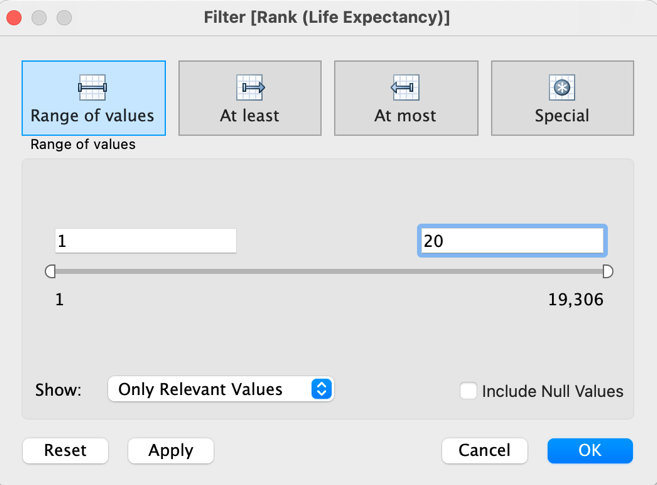 Filter [Rank (Life Expectancy)]
Range of values
At least
At most
Special
Range of values
1
20
1
19,306
Show:
Only Relevant Values
Include Null Values
Reset
Apply
Cancel
OK